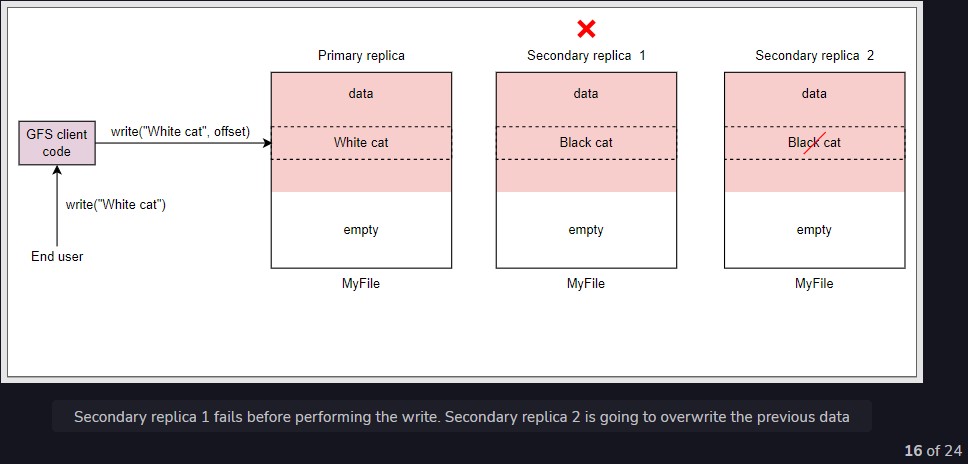 Primary replica
Secondary replica 1
Secondary replica 2
data
data
data
GFS client
code
write("White cat", offset)
White cat
Black cat
Black cat
write("White cat")
empty
empty
empty
End user
MyFile
MyFile
MyFile
Secondary replica 1 fails before performing the write. Secondary replica 2 is going to overwrite the previous data
16 of 24